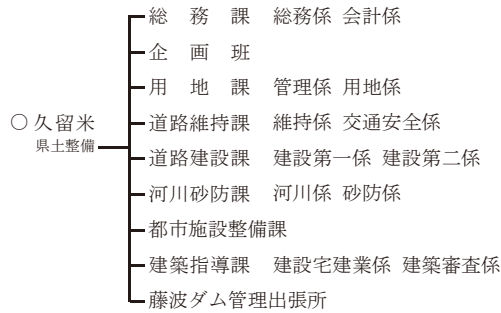 総務課 総務係 会計係
企画班
用地課 管理係 用地係
○久留米
県土整備
道路維持課 維持係 交通安全係
道路建設課 建設第一係 建設第二係
河川砂防課 河川係 砂防係
都市施設整備課
建築指導課 建設宅建業係 建築審査係
藤波ダム管理出張所